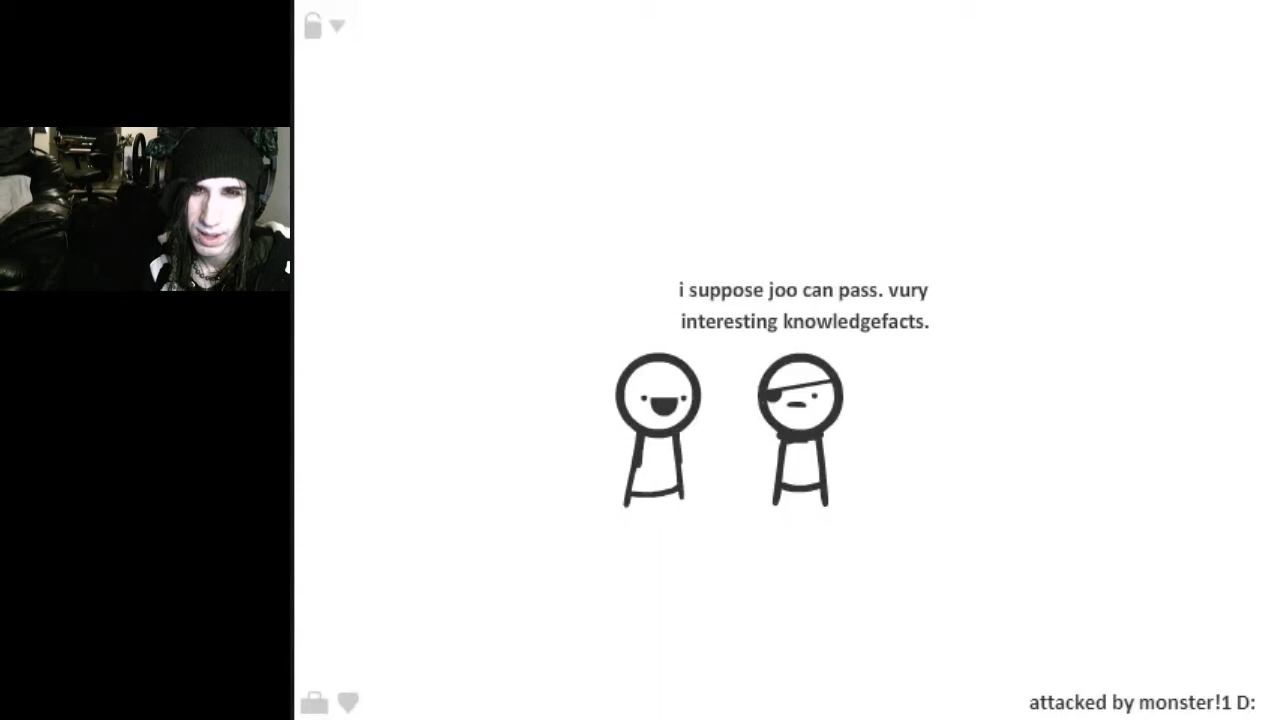 i suppose joo can pass. vury
interesting knowledgefacts.
attacked by monster!1 D: